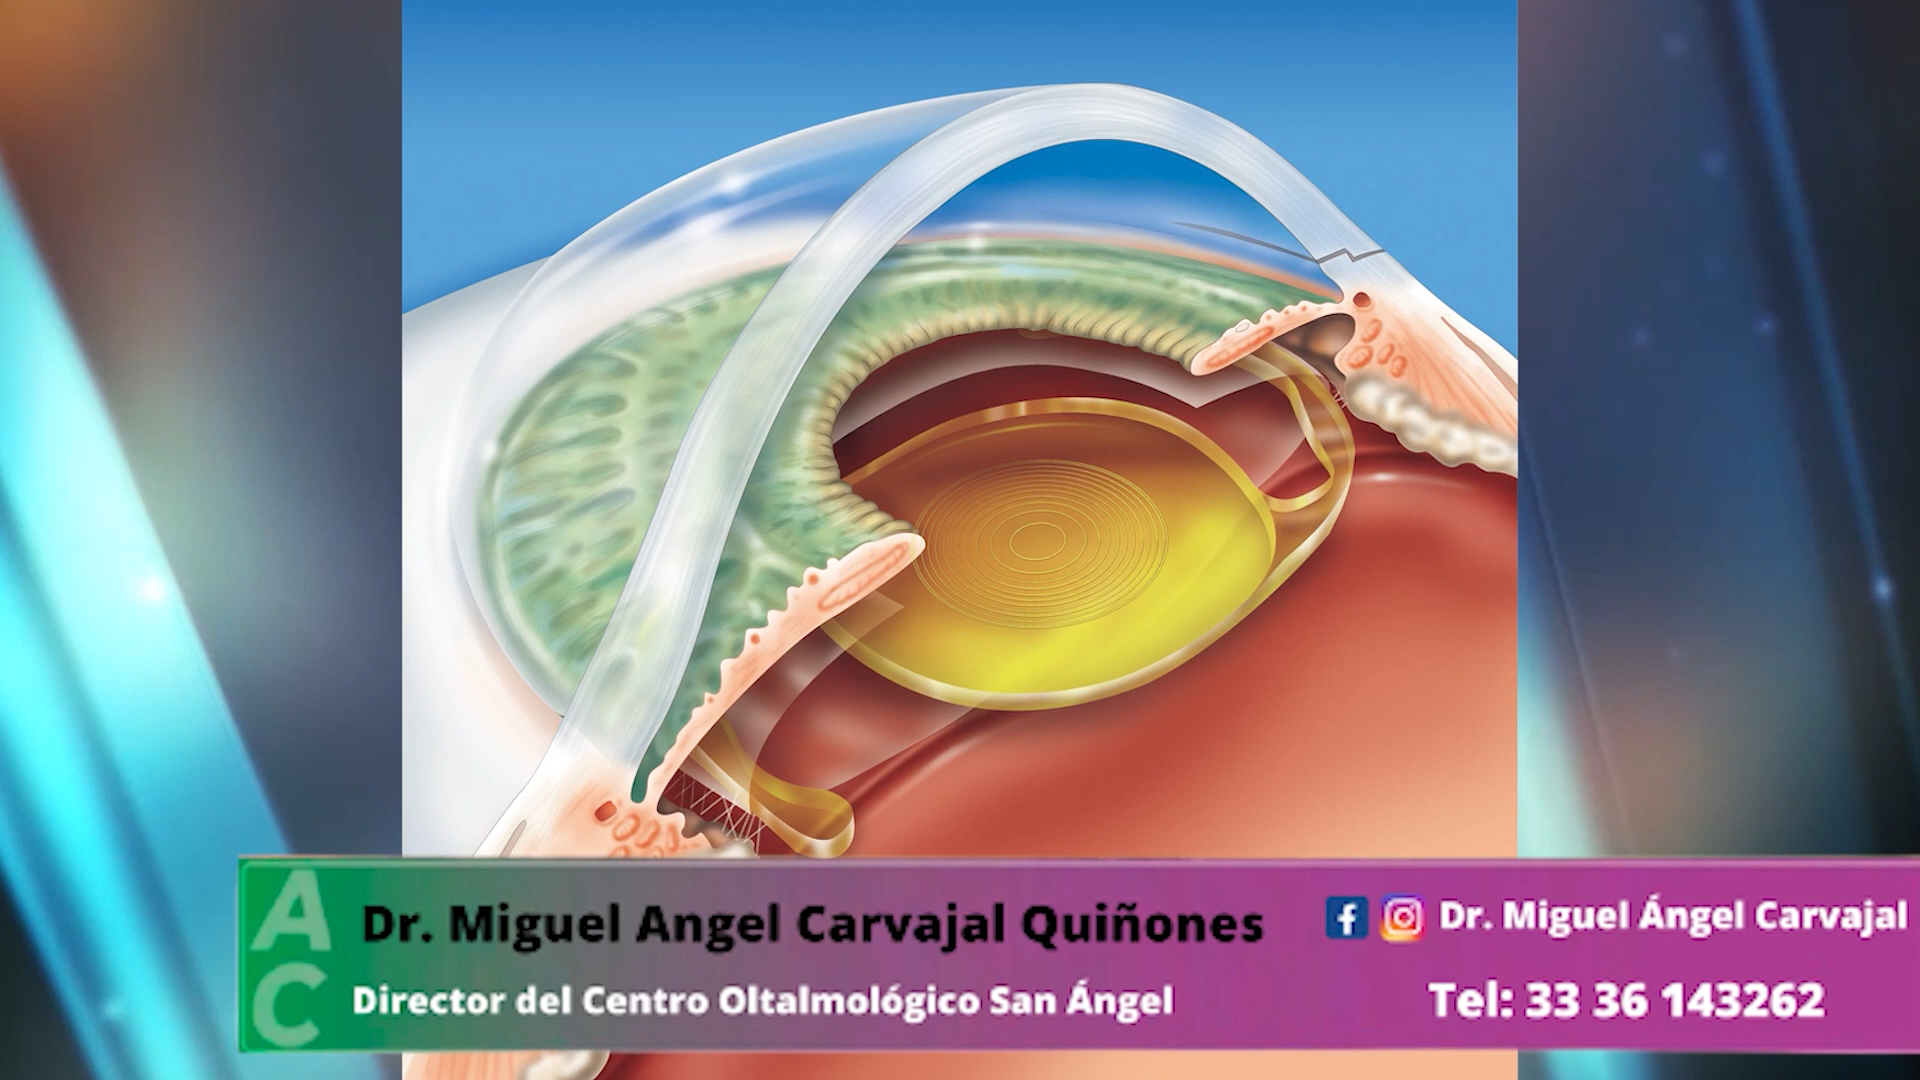 AC
Dr. Miguel Angel Carvajal Quiñones
Director del Centro Oltalmológico San Ángel
Dr. Miguel Ángel Carvajal
Tel: 33 36 143262